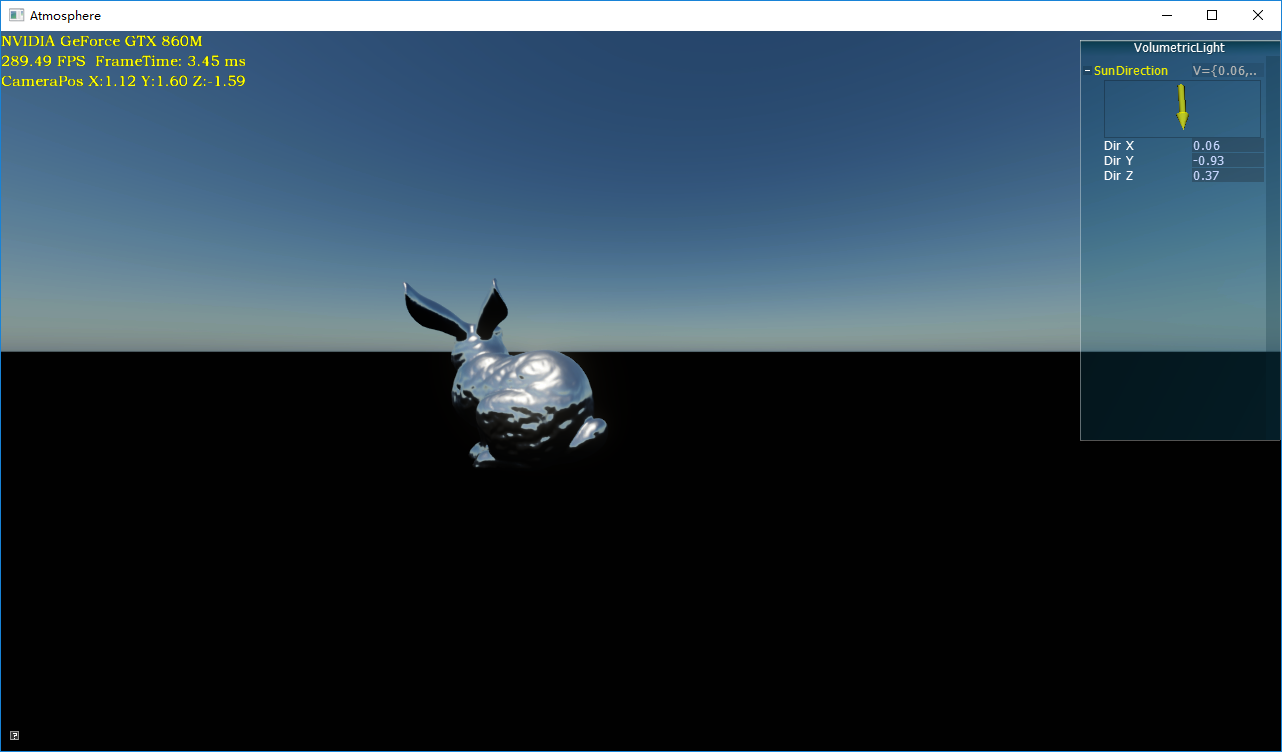 Atmosphere
NVIDIA GeForce GTX 860M
289.49 FPS FrameTime: 3.45 ms
CameraPos X:1.12 Y:1.60 Z:-1.59
VolumetricLight
SunDirection V={0.06,..
Dir X 0.06
Dir Y -0.93
Dir Z 0.37
?